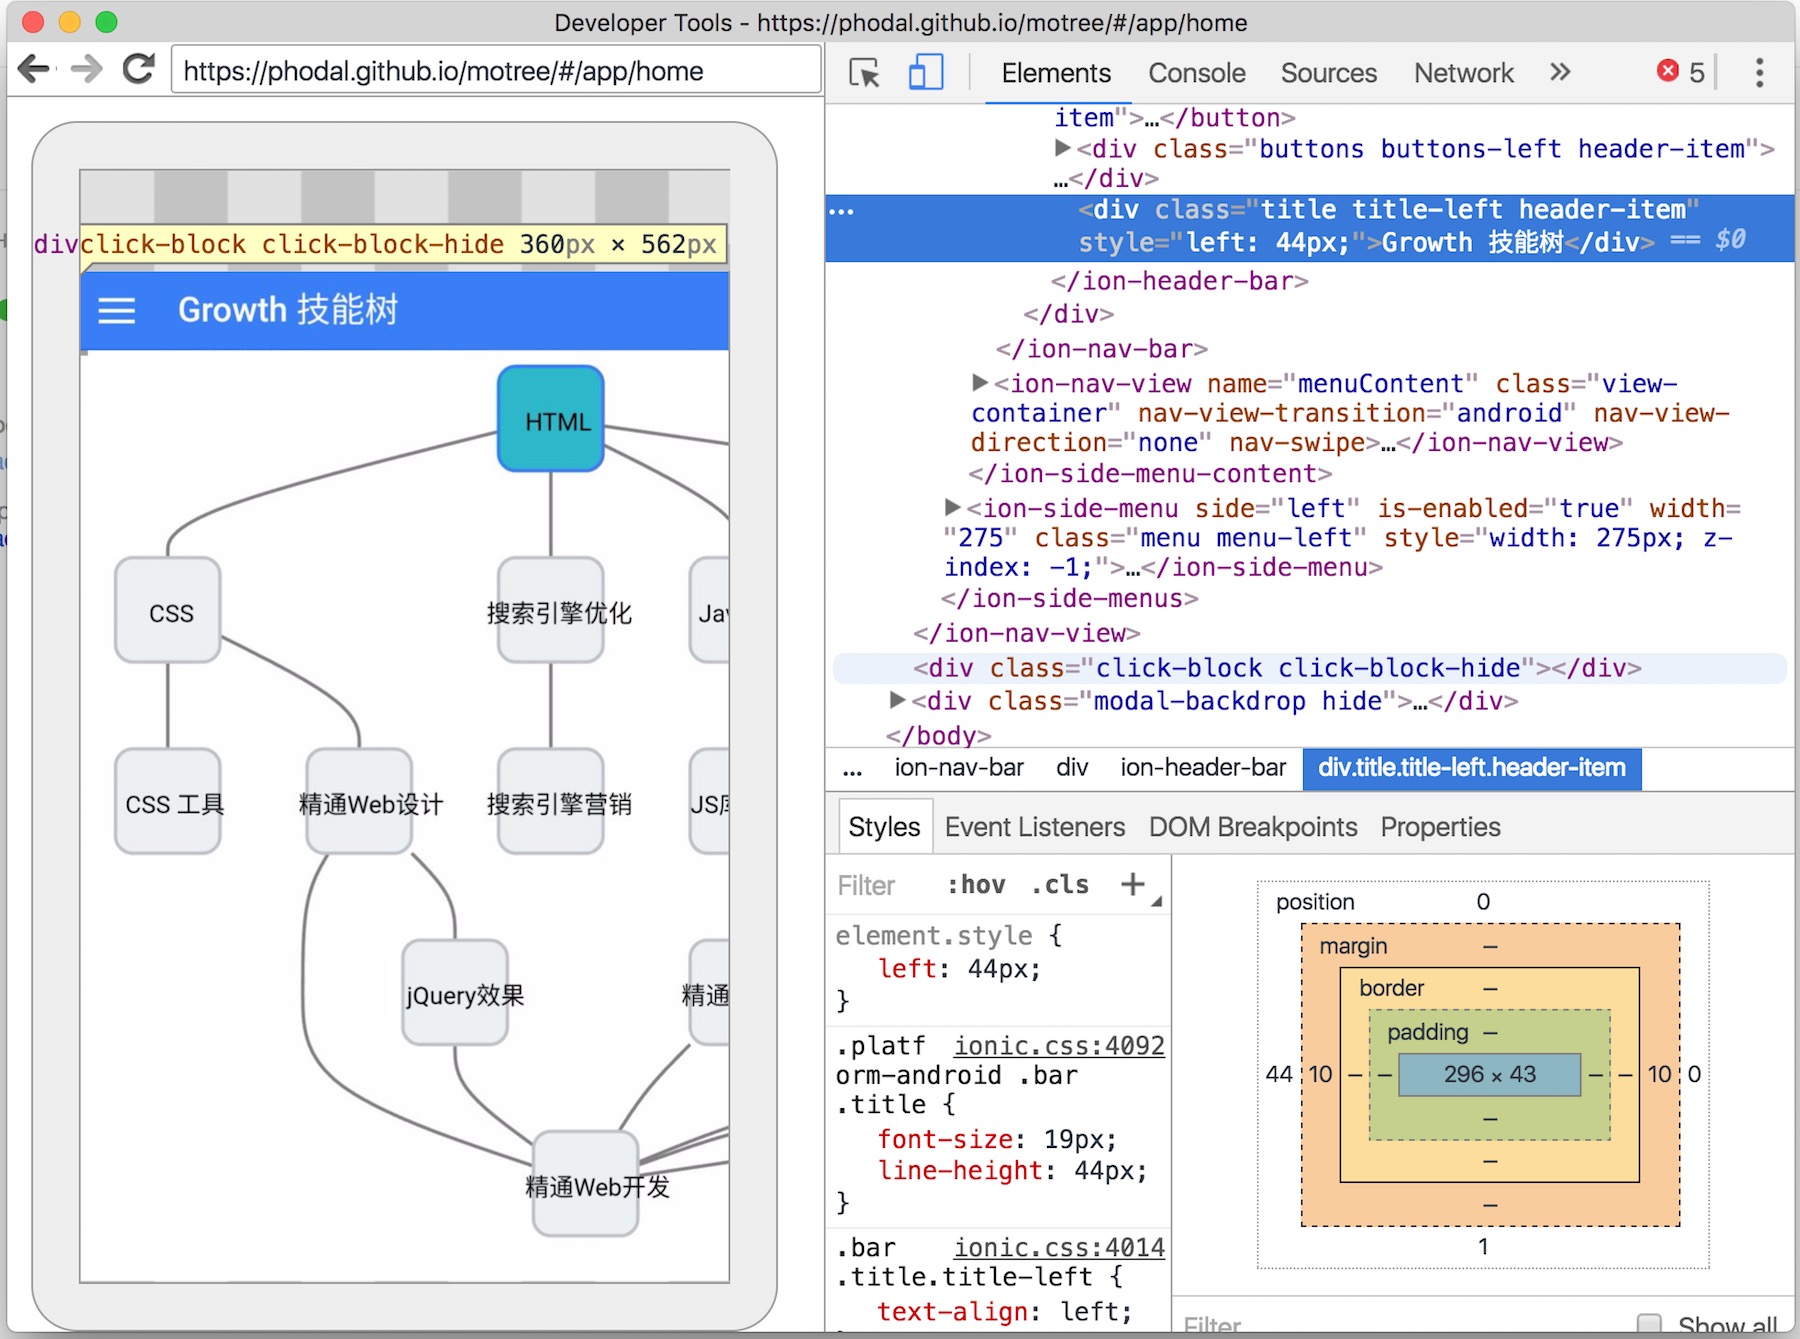 Developer Tools - https://phodal.github.io/motree/#/app/home
https://phodal.github.io/motree/#/app/home
divclick-block click-block-hide 360px × 562px
Growth 技能树
HTML
CSS
搜索引擎优化
CSS 工具
精通Web设计
搜索引擎营销
jQuery效果
精通
精通Web开发
Elements Console Sources Network » 5
item">…</button>
<div class="buttons buttons-left header-item">
…</div>
<div class="title title-left header-item"
style="left: 44px;">Growth 技能树</div> == $0
</ion-header-bar>
</div>
</ion-nav-bar>
<ion-nav-view name="menuContent" class="view-
container" nav-view-transition="android" nav-view-
direction="none" nav-swipe>…</ion-nav-view>
</ion-side-menu-content>
<ion-side-menu side="left" is-enabled="true" width=
"275" class="menu menu-left" style="width: 275px; z-
index: -1;">…</ion-side-menu>
</ion-side-menus>
</ion-nav-view>
<div class="click-block click-block-hide"></div>
<div class="modal-backdrop hide">…</div>
</body>
... ion-nav-bar div ion-header-bar div.title.title-left.header-item
Styles Event Listeners DOM Breakpoints Properties
Filter :hov .cls +
element.style {
left: 44px;
}
.platf ionic.css:4092
orm-android .bar
.title {
font-size: 19px;
line-height: 44px;
}
.bar ionic.css:4014
.title.title-left {
text-align: left;
position 0
margin –
border –
padding –
44 10 – – 296 × 43 – – 10 0
–
–
–
1
Filter Show all